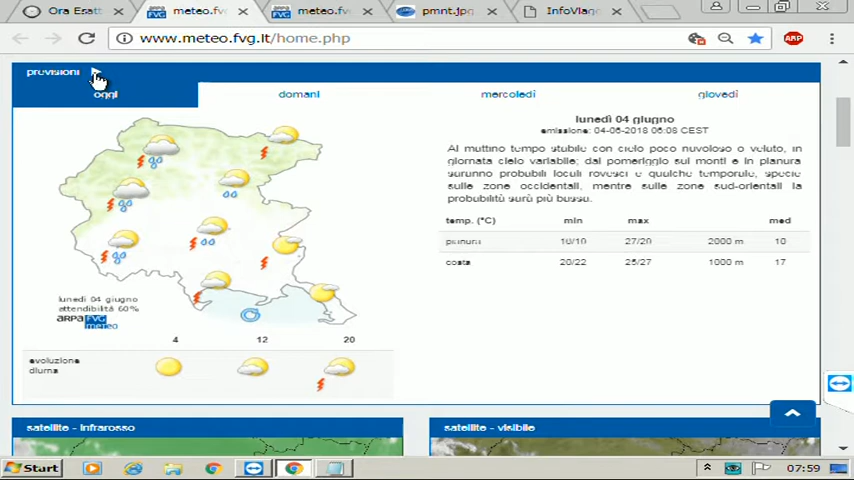 Ora Esatt
meteo.fv
meteo.fv
pmnt.jpg
InfoViag
www.meteo.fvg.it/home.php
ARP
previsioni
oggi
domani
mercoledì
giovedì
lunedì 04 giugno
emissione: 04-06-2018 06:08 CEST
Al mattino tempo stabile con cielo poco nuvoloso o velato, in
giornata cielo variabile; dal pomeriggio sui monti e in pianura
saranno probabili locali rovesci e qualche temporale, specie
sulle zone occidentali, mentre sulle zone sud-orientali la
probabilità sarà più bassa.
temp. (°C) min max med
pianura 27/20 2000 m 10
costa 20/22 25/27 1000 m 17
lunedì 04 giugno
attendibilità 60%
arpa FVG
meteo
4 12 20
evoluzione
diurna
satellite - infrarosso
satellite - visibile
Start
07:59